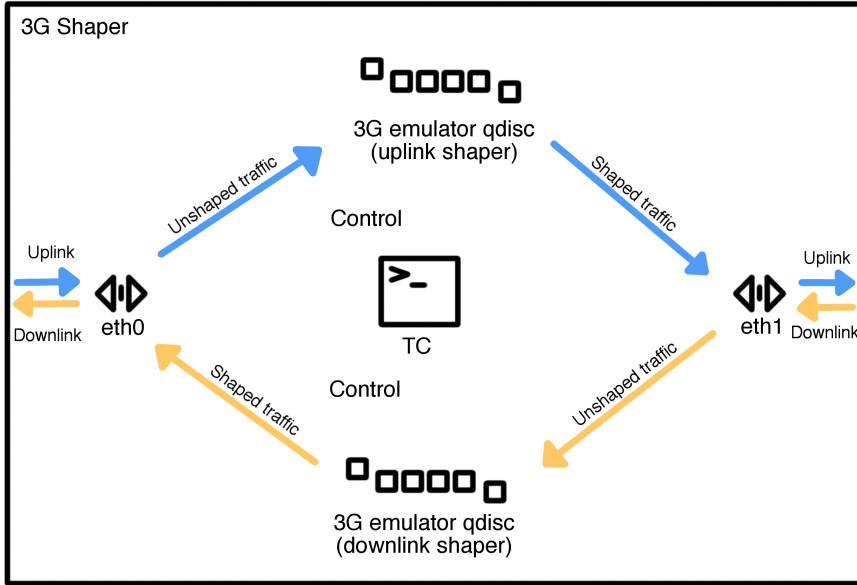 3G Shaper
3G emulator qdisc
(uplink shaper)
Unshaped traffic
Shaped traffic
Control
Uplink
Downlink
eth0
>_
TC
Uplink
Downlink
eth1
Control
Shaped traffic
Unshaped traffic
3G emulator qdisc
(downlink shaper)